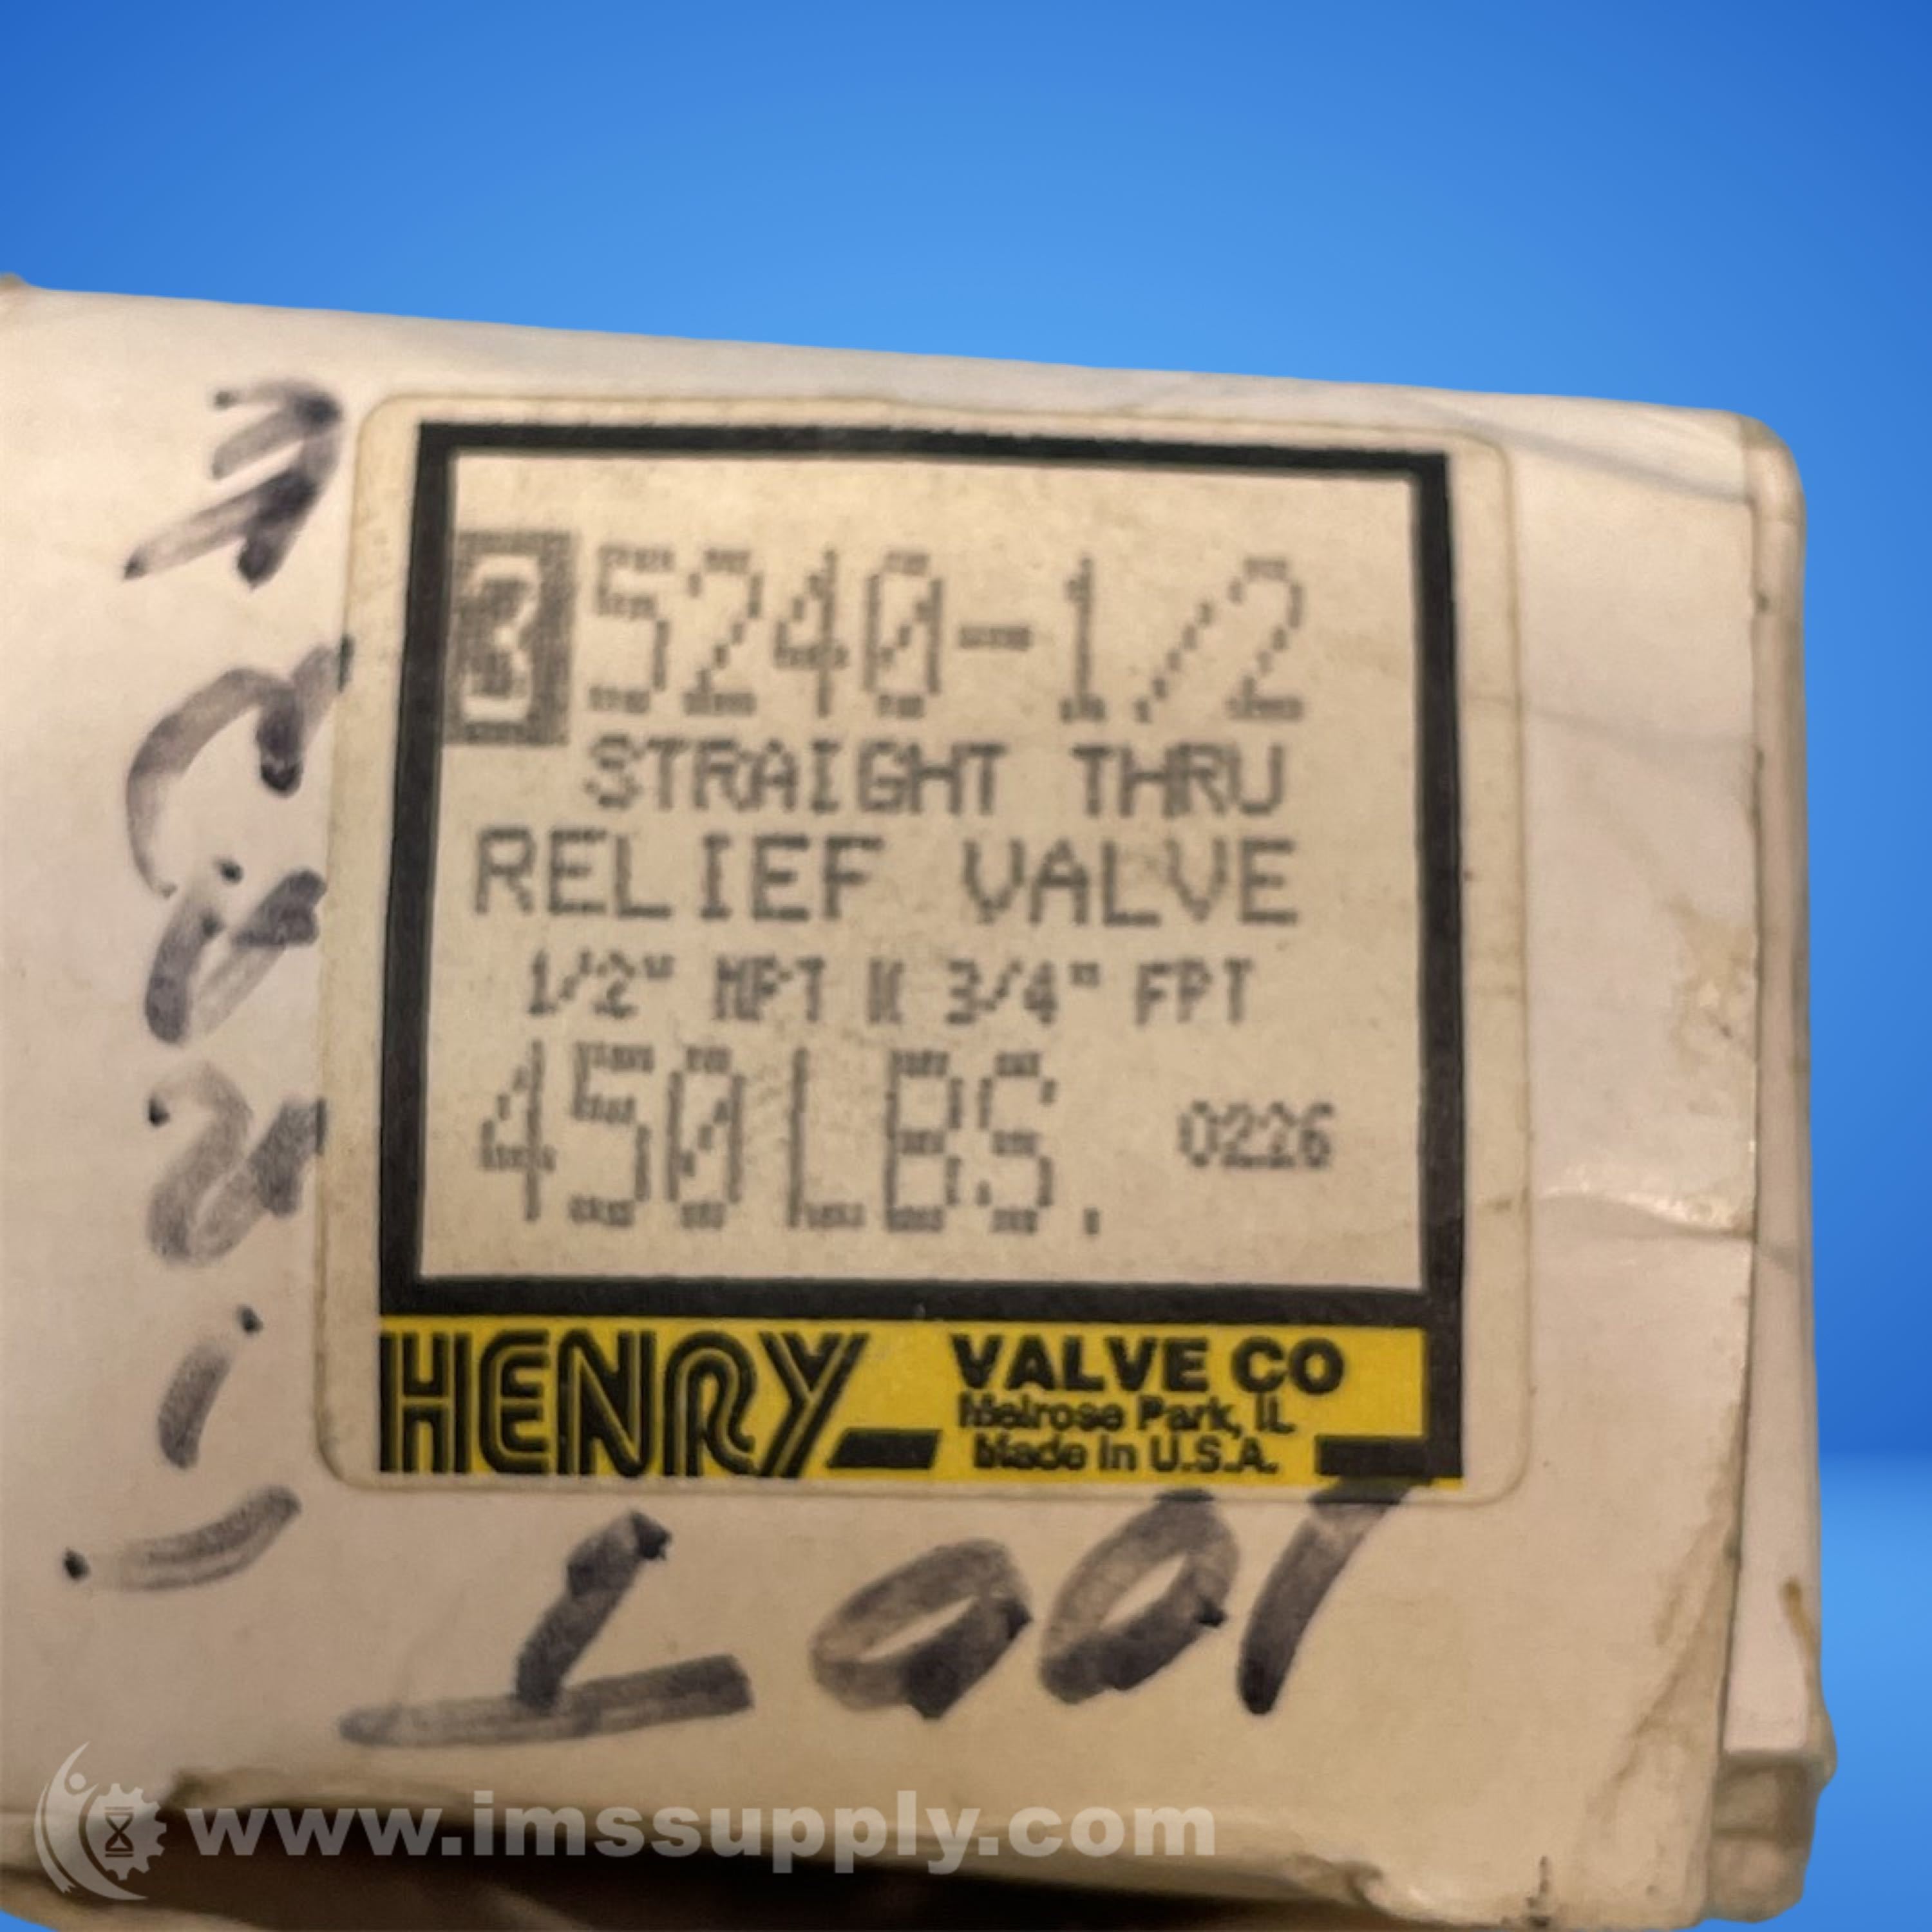 3 5240-1/2
STRAIGHT THRU
RELIEF VALVE
1/2" MPT X 3/4" FPT
450LBS. 0226
HENRY VALVE CO
Melrose Park, IL
Made in U.S.A.
www.imssupply.com